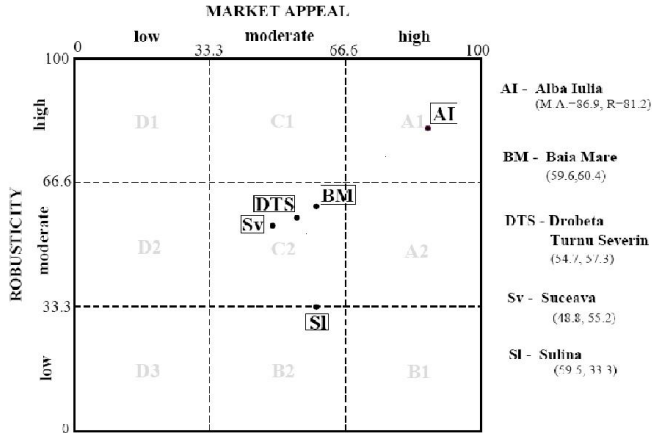 MARKET APPEAL
low moderate high
0 33.3 66.6 100
100
ROBUSTICITY
high
moderate
low
66.6
33.3
0
D1 C1 A1
D2 C2 A2
D3 B2 B1
AI
BM
DTS
Sv
Sl
AI - Alba Iulia
(M.A.=86.9, R=81.2)
BM - Baia Mare
(59.6,60.4)
DTS - Drobeta
Turnu Severin
(54.7, 57.3)
Sv - Suceava
(48.8, 55.2)
Sl - Sulina
(59.5, 33.3)